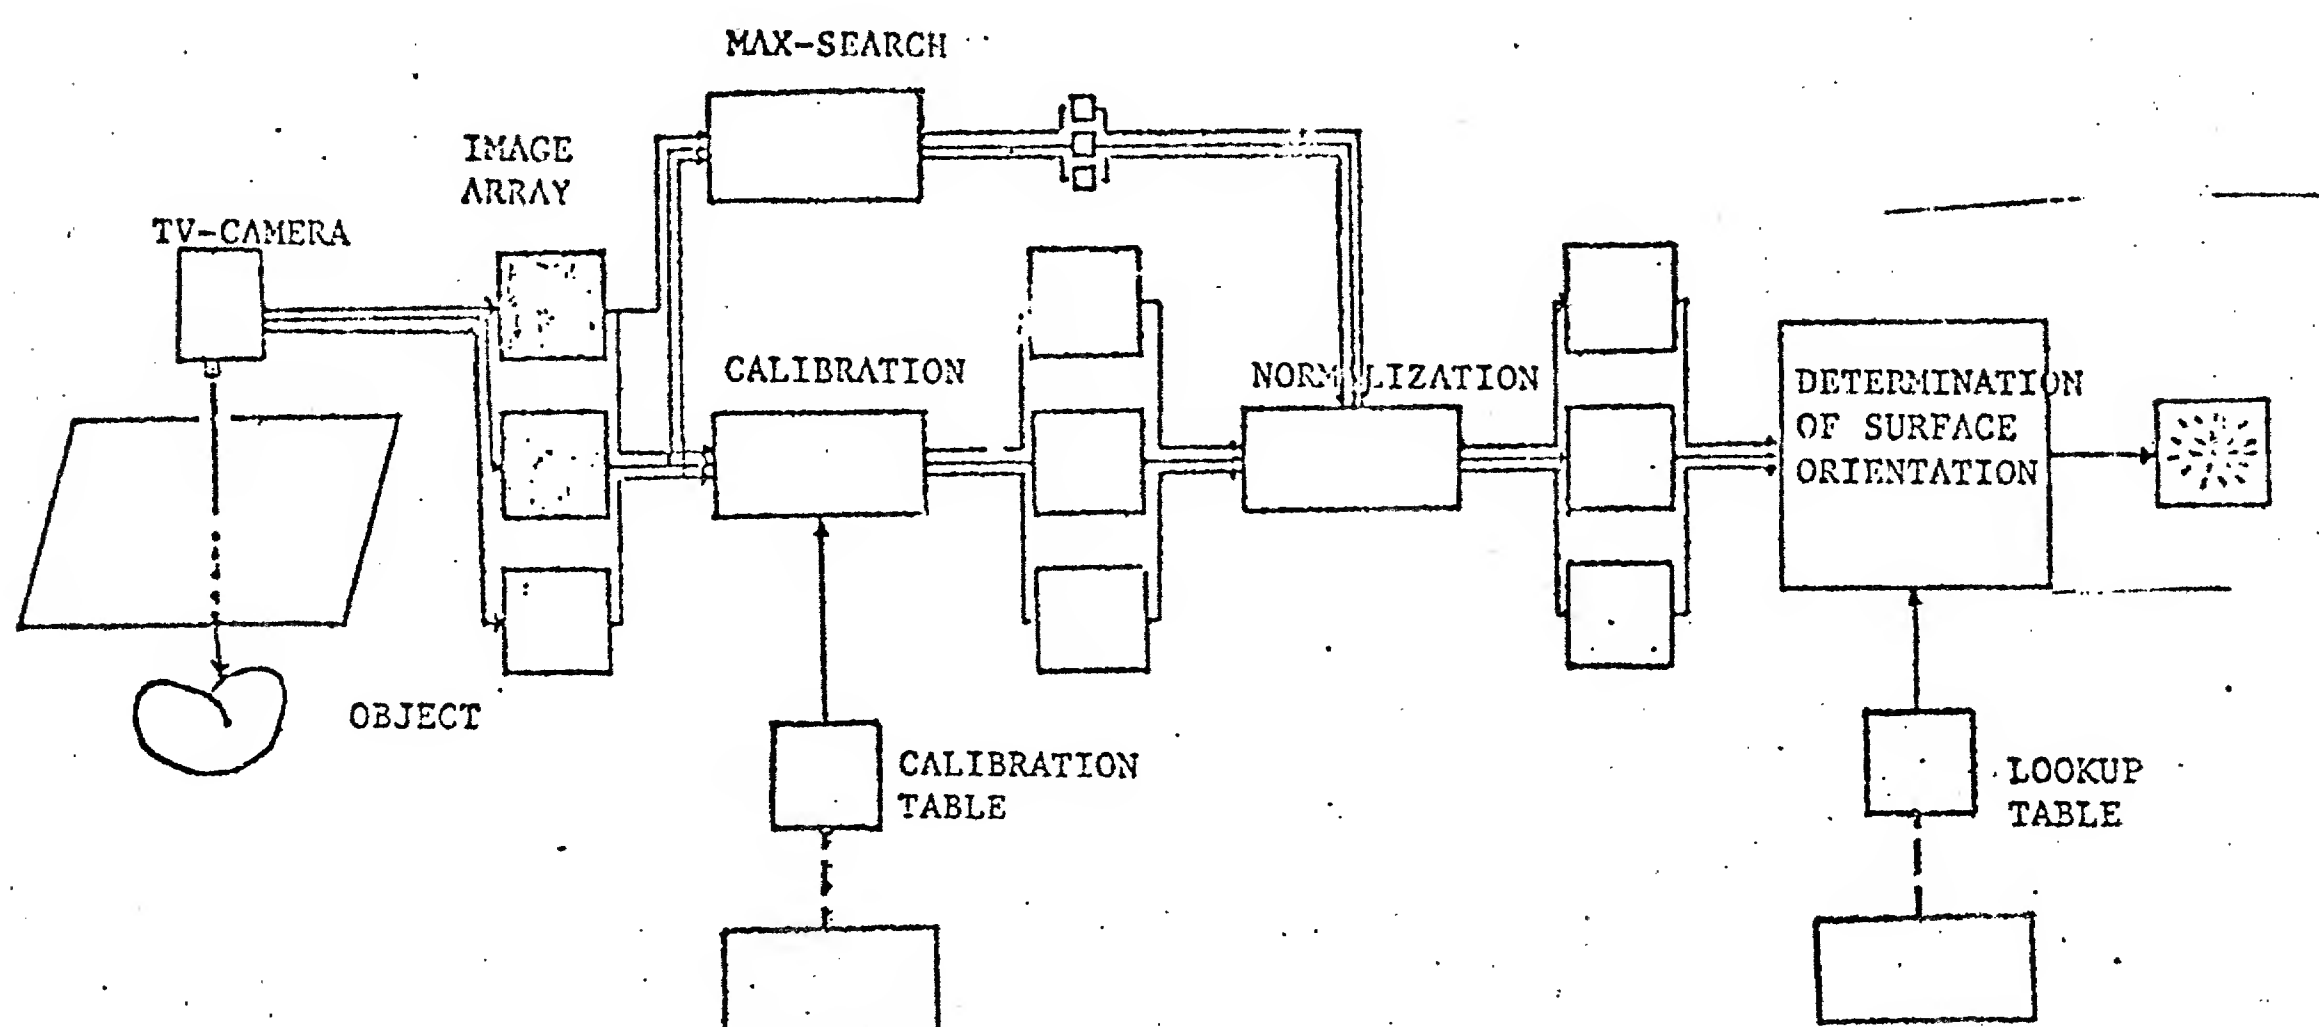 MAX-SEARCH
IMAGE
ARRAY
TV-CAMERA
CALIBRATION
NORMALIZATION
DETERMINATION
OF SURFACE
ORIENTATION
OBJECT
CALIBRATION
TABLE
LOOKUP
TABLE